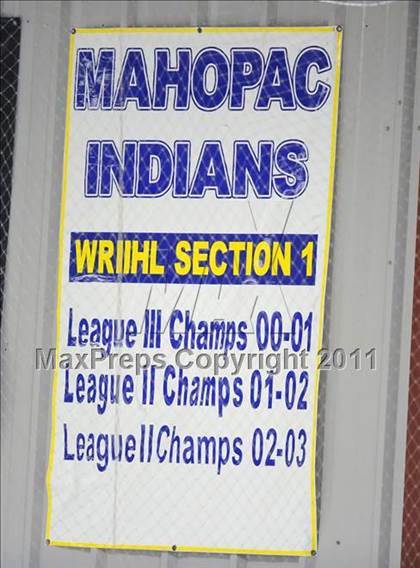 MAHOPAC
INDIANS
WRIIHL SECTION 1
League III Champs 00-01
MaxPreps Copyright 2011
League II Champs 01-02
League II Champs 02-03